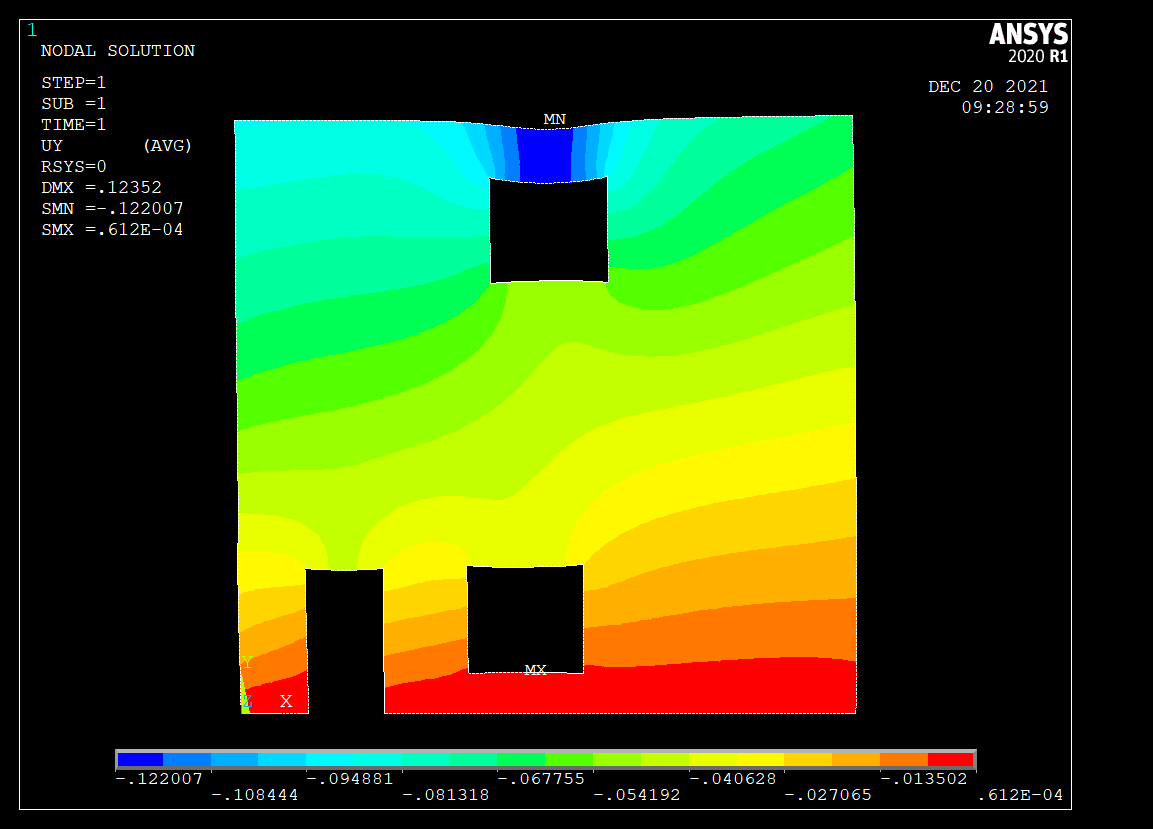 1
NODAL SOLUTION
STEP=1
SUB =1
TIME=1
UY (AVG)
RSYS=0
DMX =.12352
SMN =-.122007
SMX =.612E-04
ANSYS
2020 R1
DEC 20 2021
09:28:59
MN
MX
Y
Z X
-.122007 -.094881 -.067755 -.040628 -.013502
-.108444 -.081318 -.054192 -.027065 .612E-04